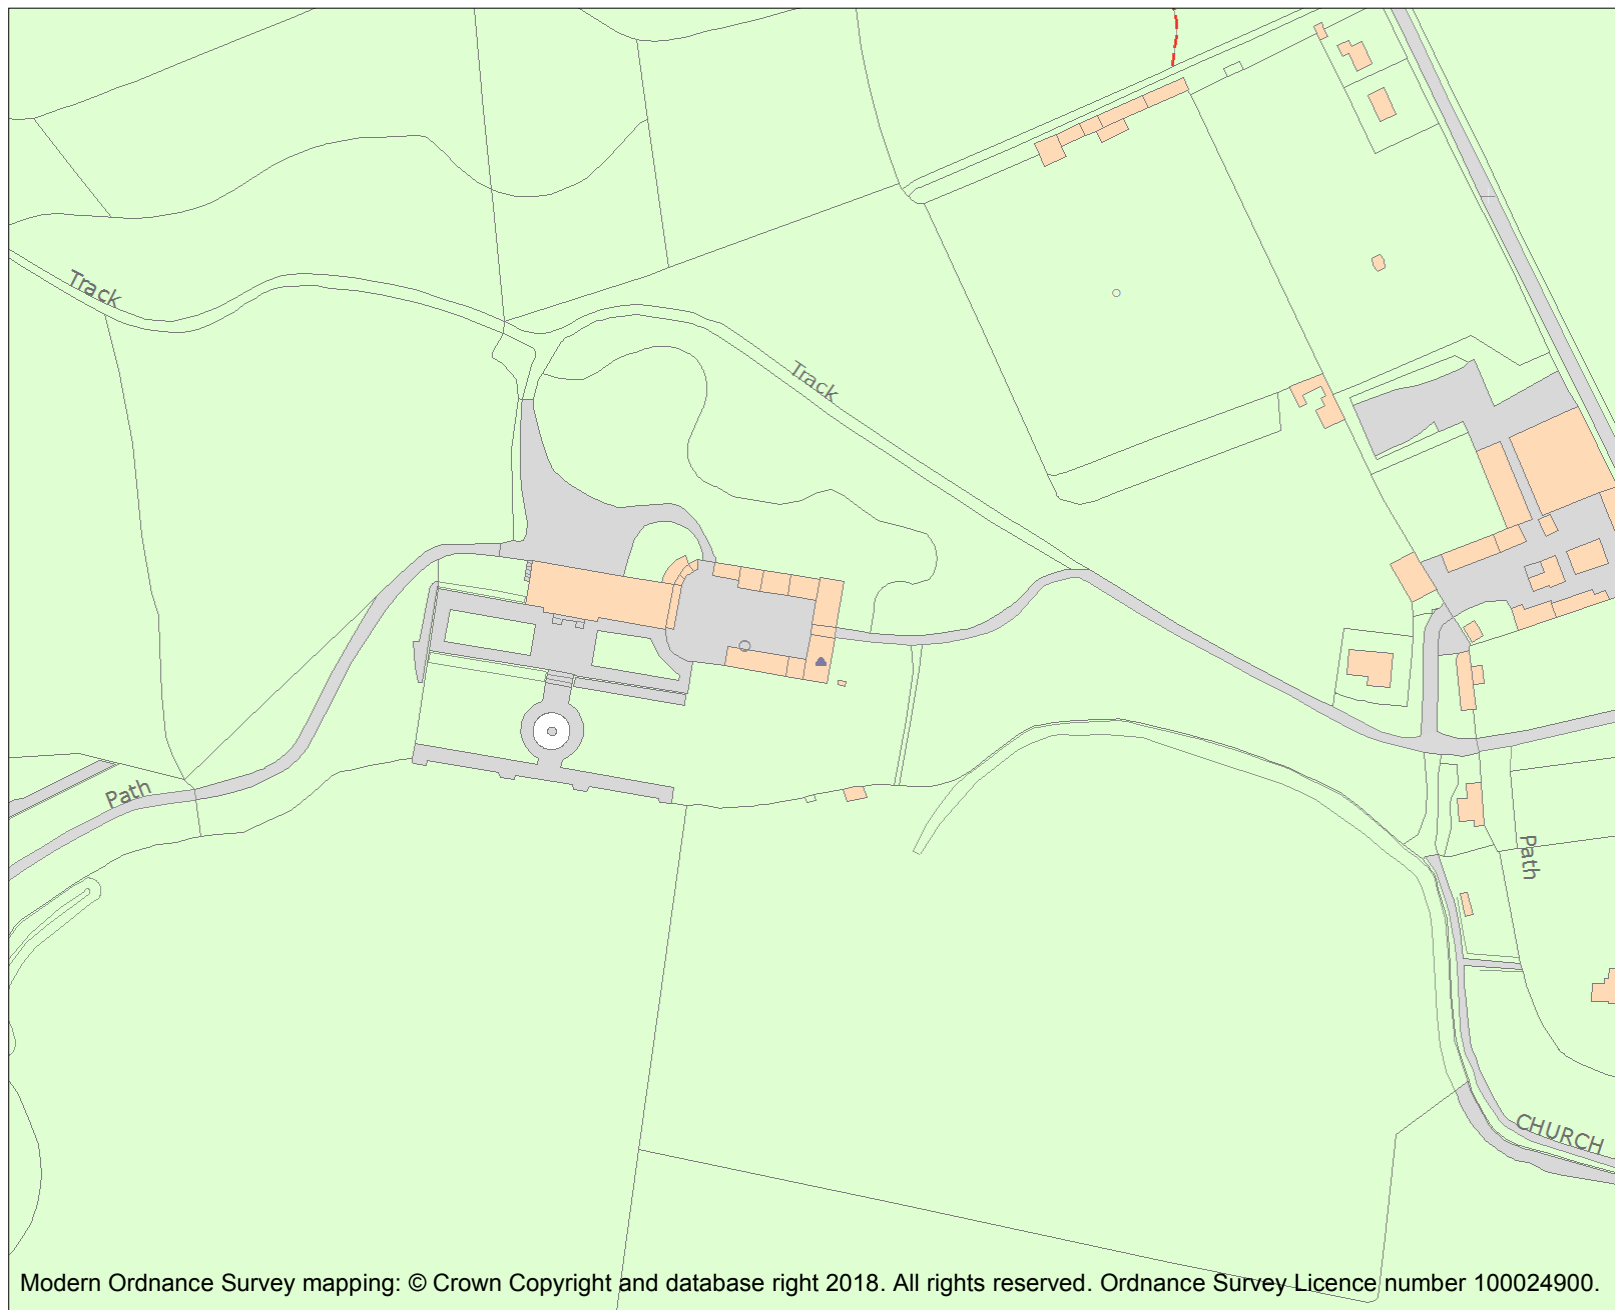 Track
Track
Path
Path
CHURCH
Modern Ordnance Survey mapping: © Crown Copyright and database right 2018. All rights reserved. Ordnance Survey Licence number 100024900.